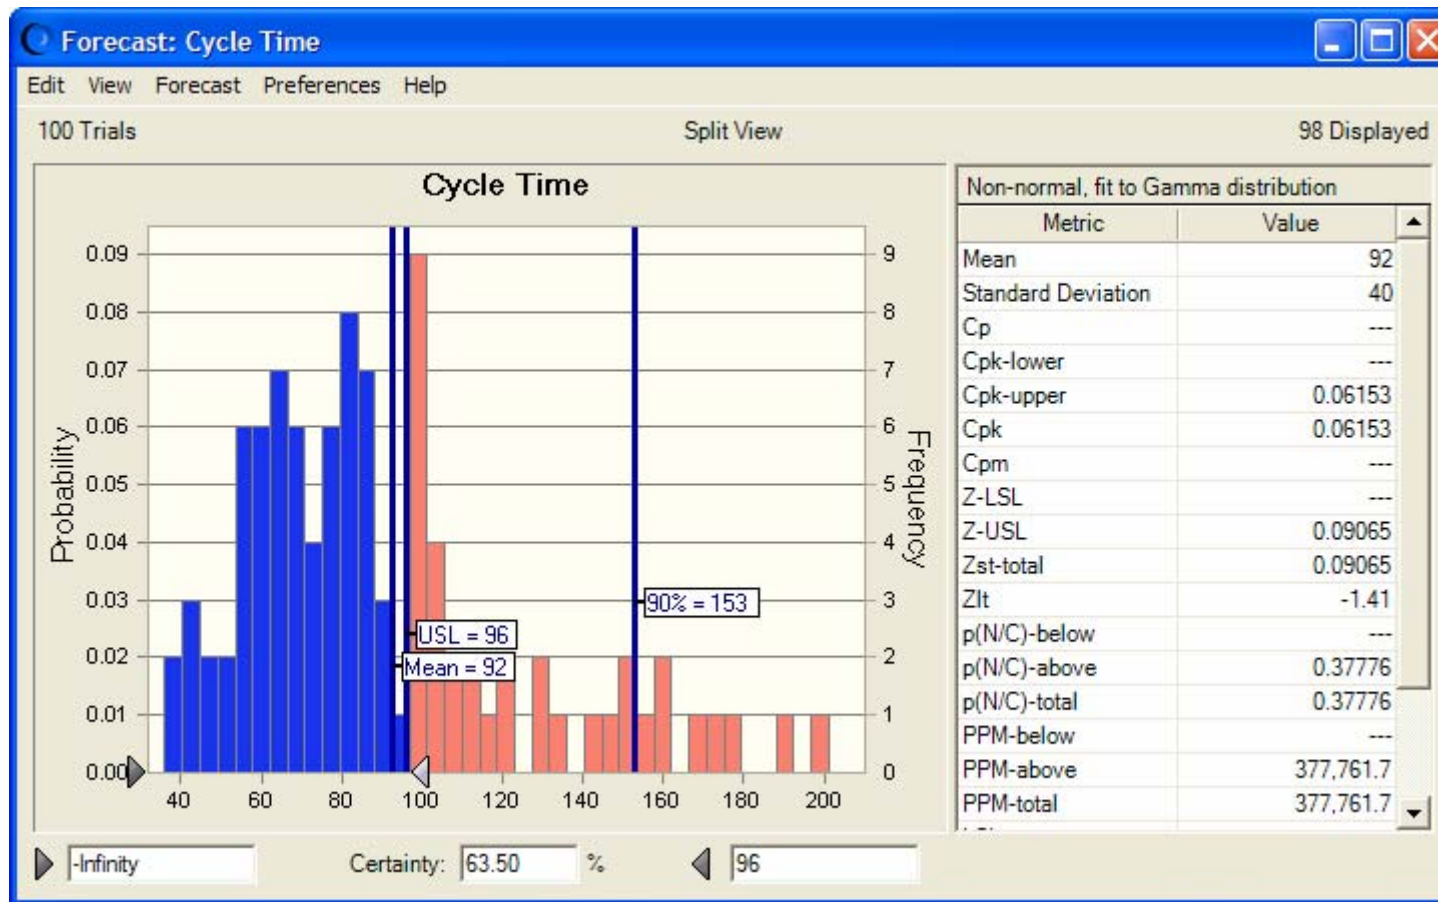 Forecast: Cycle Time
Edit View Forecast Preferences Help
100 Trials Split View 98 Displayed
Cycle Time
Probability
0.09
0.08
0.07
0.06
0.05
0.04
0.03
0.02
0.01
0.00
9
8
7
6
5
4
3
2
1
0
Frequency
90% = 153
USL = 96
Mean = 92
40 60 80 100 120 140 160 180 200
Non-normal, fit to Gamma distribution
Metric Value
Mean 92
Standard Deviation 40
Cp ---
Cpk-lower ---
Cpk-upper 0.06153
Cpk 0.06153
Cpm ---
Z-LSL ---
Z-USL 0.09065
Zst-total 0.09065
Zlt -1.41
p(N/C)-below ---
p(N/C)-above 0.37776
p(N/C)-total 0.37776
PPM-below ---
PPM-above 377,761.7
PPM-total 377,761.7
-Infinity Certainty: 63.50 % 96